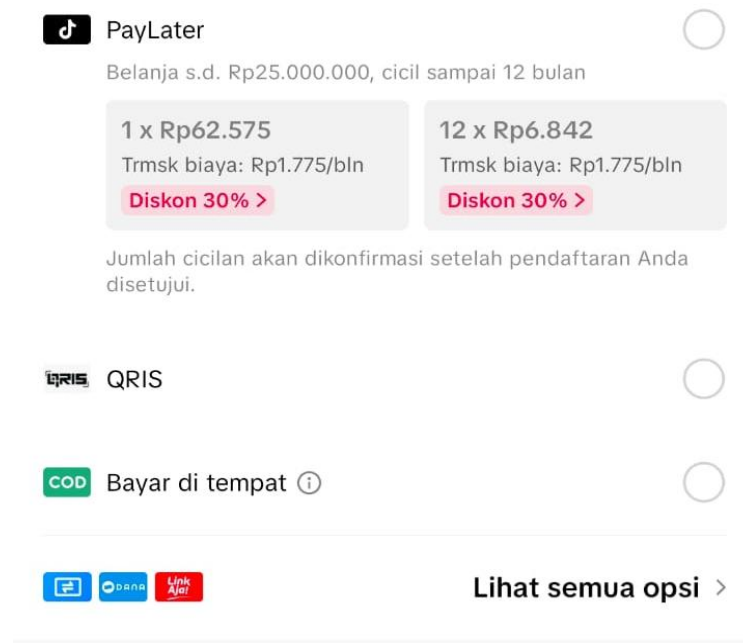 PayLater
Belanja s.d. Rp25.000.000, cicil sampai 12 bulan
1 x Rp62.575
Trmsk biaya: Rp1.775/bln
Diskon 30% >
12 x Rp6.842
Trmsk biaya: Rp1.775/bln
Diskon 30% >
Jumlah cicilan akan dikonfirmasi setelah pendaftaran Anda
disetujui.
QRIS QRIS
COD Bayar di tempat
DANA LinkAja! Lihat semua opsi >